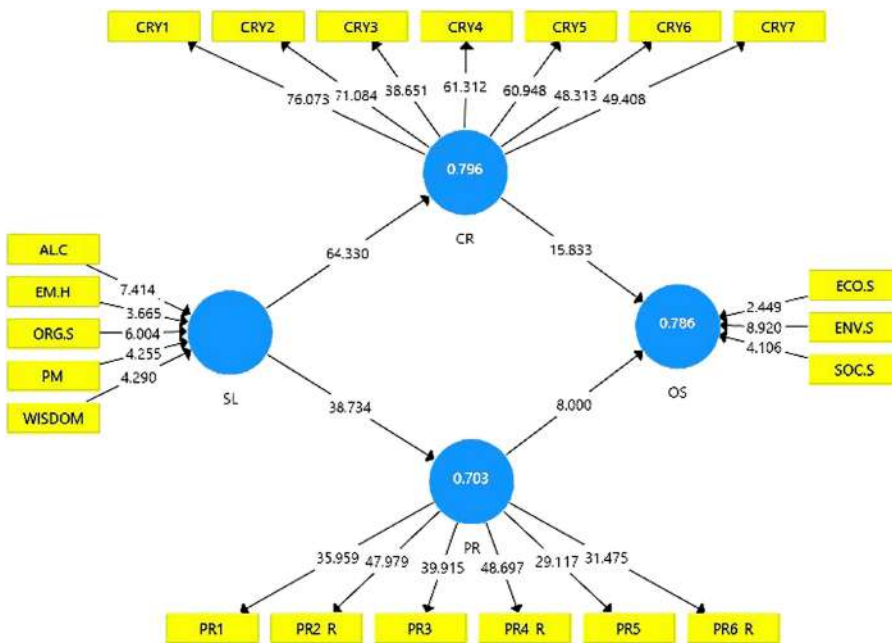 CRY1 CRY2 CRY3 CRY4 CRY5 CRY6 CRY7
76.073 71.084 38.651 61.312 60.948 48.313 49.408
0.796
CR
64.330 15.833
AL.C
7.414
EM.H
3.665
ORG.S
6.004
PM
4.255
WISDOM
4.290
SL
ECO.S
2.449
ENV.S
8.920
SOC.S
4.106
0.786
OS
38.734 8.000
0.703
PR
35.959 47.979 39.915 48.697 29.117 31.475
PR1 PR2_R PR3 PR4_R PR5 PR6_R